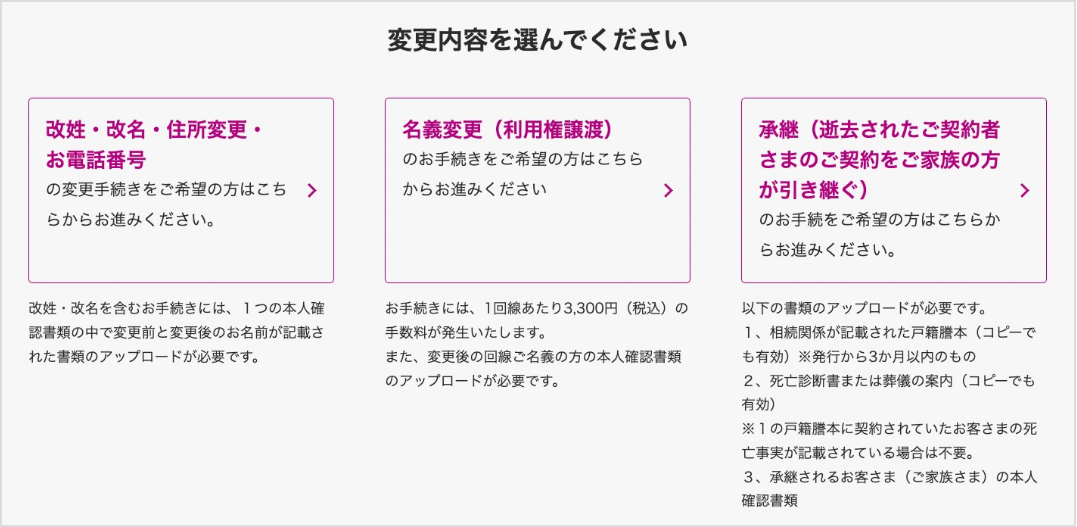 変更内容を選んでください
改姓・改名・住所変更・
お電話番号
の変更手続きをご希望の方はこち
らからお進みください。
改姓・改名を含むお手続きには、１つの本人確
認書類の中で変更前と変更後のお名前が記載さ
れた書類のアップロードが必要です。
名義変更（利用権譲渡）
のお手続きをご希望の方はこちら
からお進みください
お手続きには、1回線あたり3,300円（税込）の
手数料が発生いたします。
また、変更後の回線ご名義の方の本人確認書類
のアップロードが必要です。
承継（逝去されたご契約者
さまのご契約をご家族の方
が引き継ぐ）
のお手続をご希望の方はこちらか
らお進みください。
以下の書類のアップロードが必要です。
１、相続関係が記載された戸籍謄本（コピーで
も有効）※発行から3か月以内のもの
２、死亡診断書または葬儀の案内（コピーでも
有効）
※１の戸籍謄本に契約されていたお客さまの死
亡事実が記載されている場合は不要。
３、承継されるお客さま（ご家族さま）の本人
確認書類